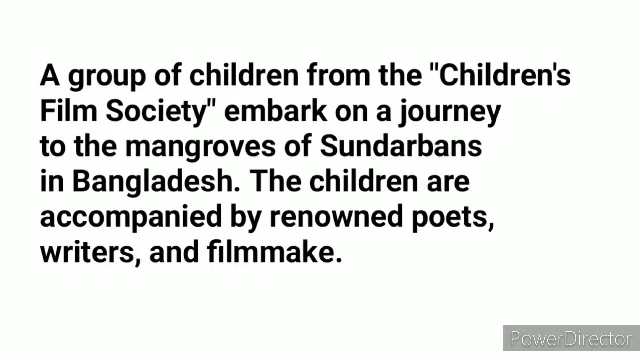 A group of children from the "Children's
Film Society" embark on a journey
to the mangroves of Sundarbans
in Bangladesh. The children are
accompanied by renowned poets,
writers, and filmmake.
PowerDirector